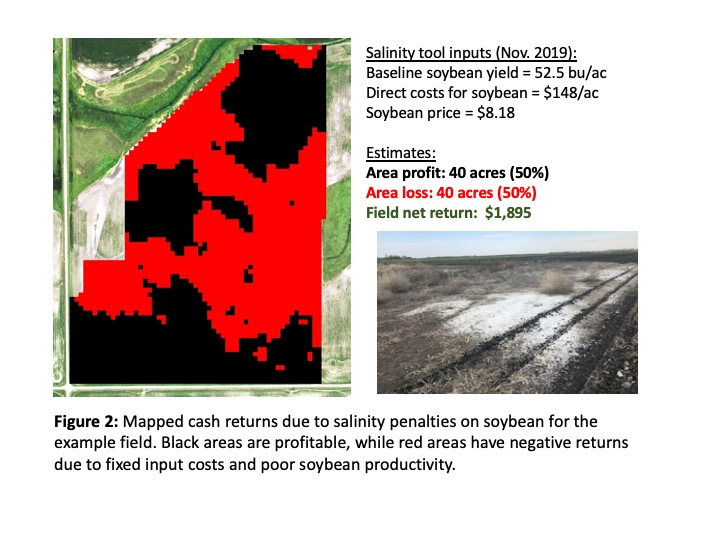 Salinity tool inputs (Nov. 2019):
Baseline soybean yield = 52.5 bu/ac
Direct costs for soybean = $148/ac
Soybean price = $8.18
Estimates:
Area profit: 40 acres (50%)
Area loss: 40 acres (50%)
Field net return:  $1,895
Figure 2: Mapped cash returns due to salinity penalties on soybean for the
example field. Black areas are profitable, while red areas have negative returns
due to fixed input costs and poor soybean productivity.